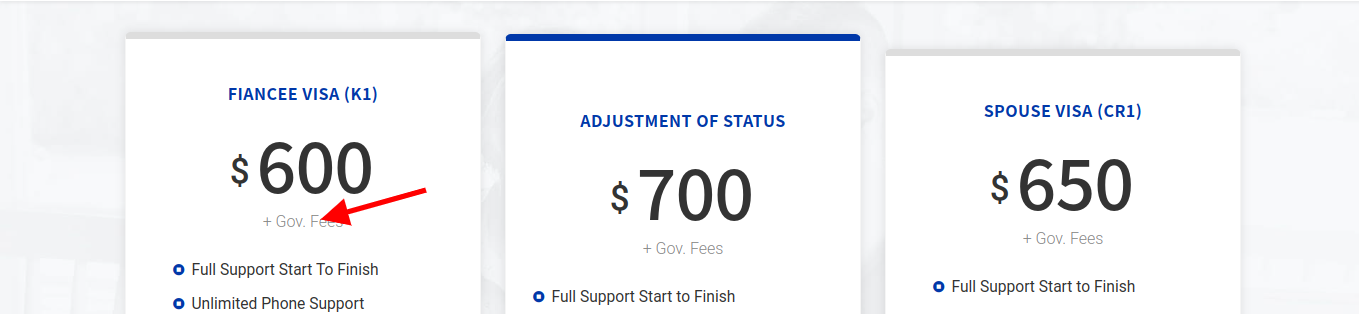 FIANCEE VISA (K1)
$600
+ Gov. Fees
Full Support Start To Finish
Unlimited Phone Support
ADJUSTMENT OF STATUS
$700
+ Gov. Fees
Full Support Start to Finish
SPOUSE VISA (CR1)
$650
+ Gov. Fees
Full Support Start to Finish